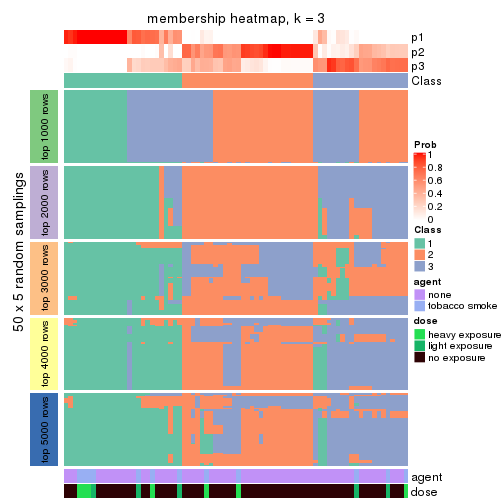 membership heatmap, k = 3
p1
p2
p3
Class
50 x 5 random samplings
top 1000 rows
top 2000 rows
top 3000 rows
top 4000 rows
top 5000 rows
agent
dose
Prob
1
0.8
0.6
0.4
0.2
0
Class
1
2
3
agent
none
tobacco smoke
dose
heavy exposure
light exposure
no exposure